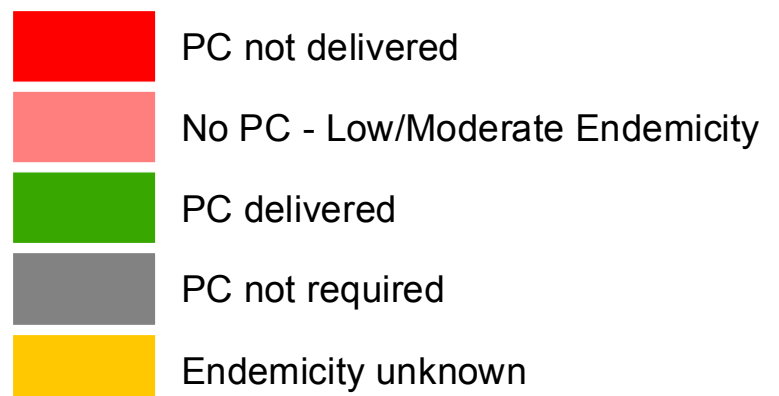 PC not delivered
No PC - Low/Moderate Endemicity
PC delivered
PC not required
Endemicity unknown